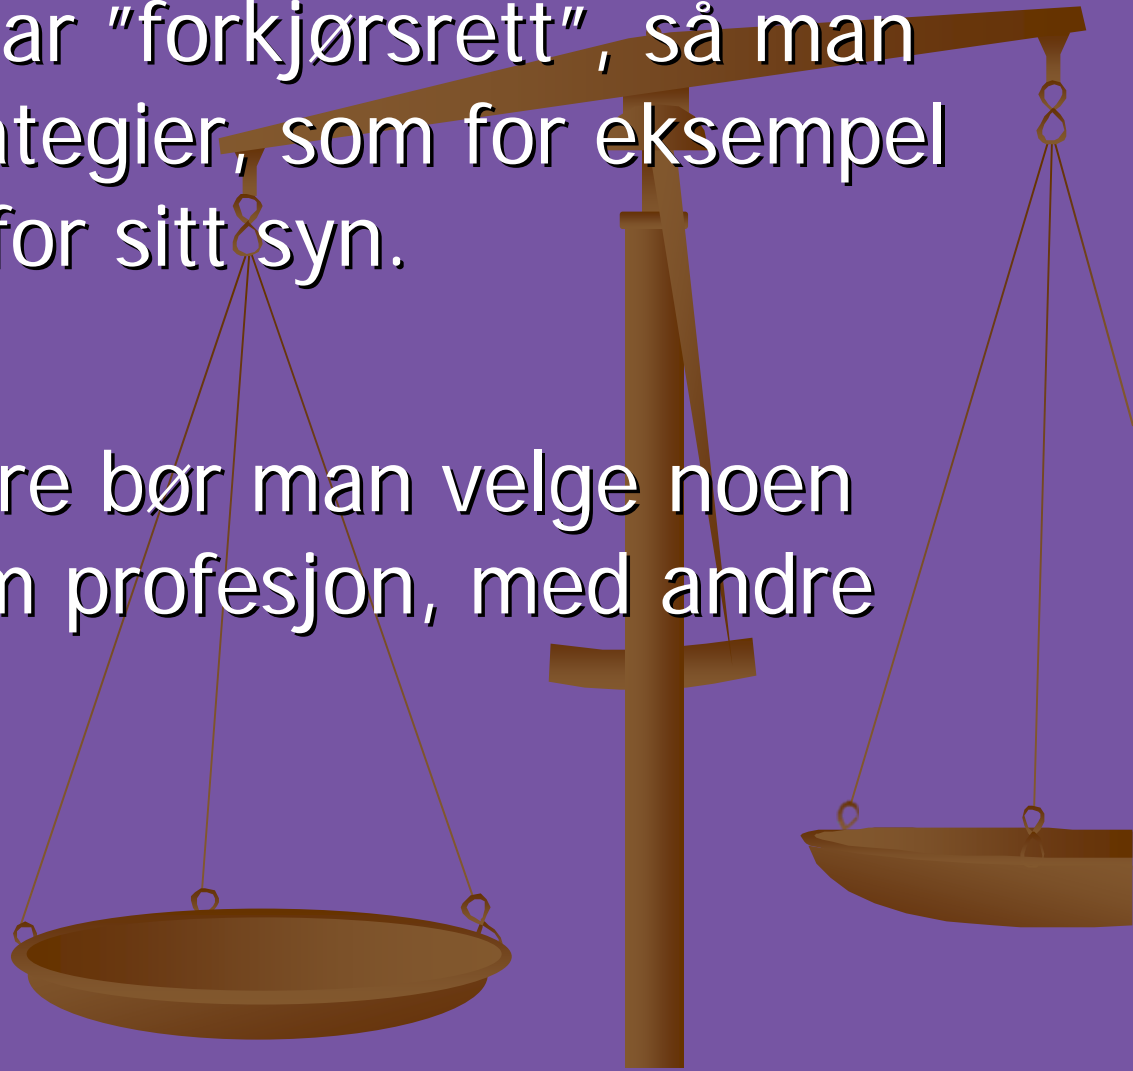 ar ”forkjørsrett”, så man
ategier, som for eksempel
for sitt syn.
re bør man velge noen
m profesjon, med andre